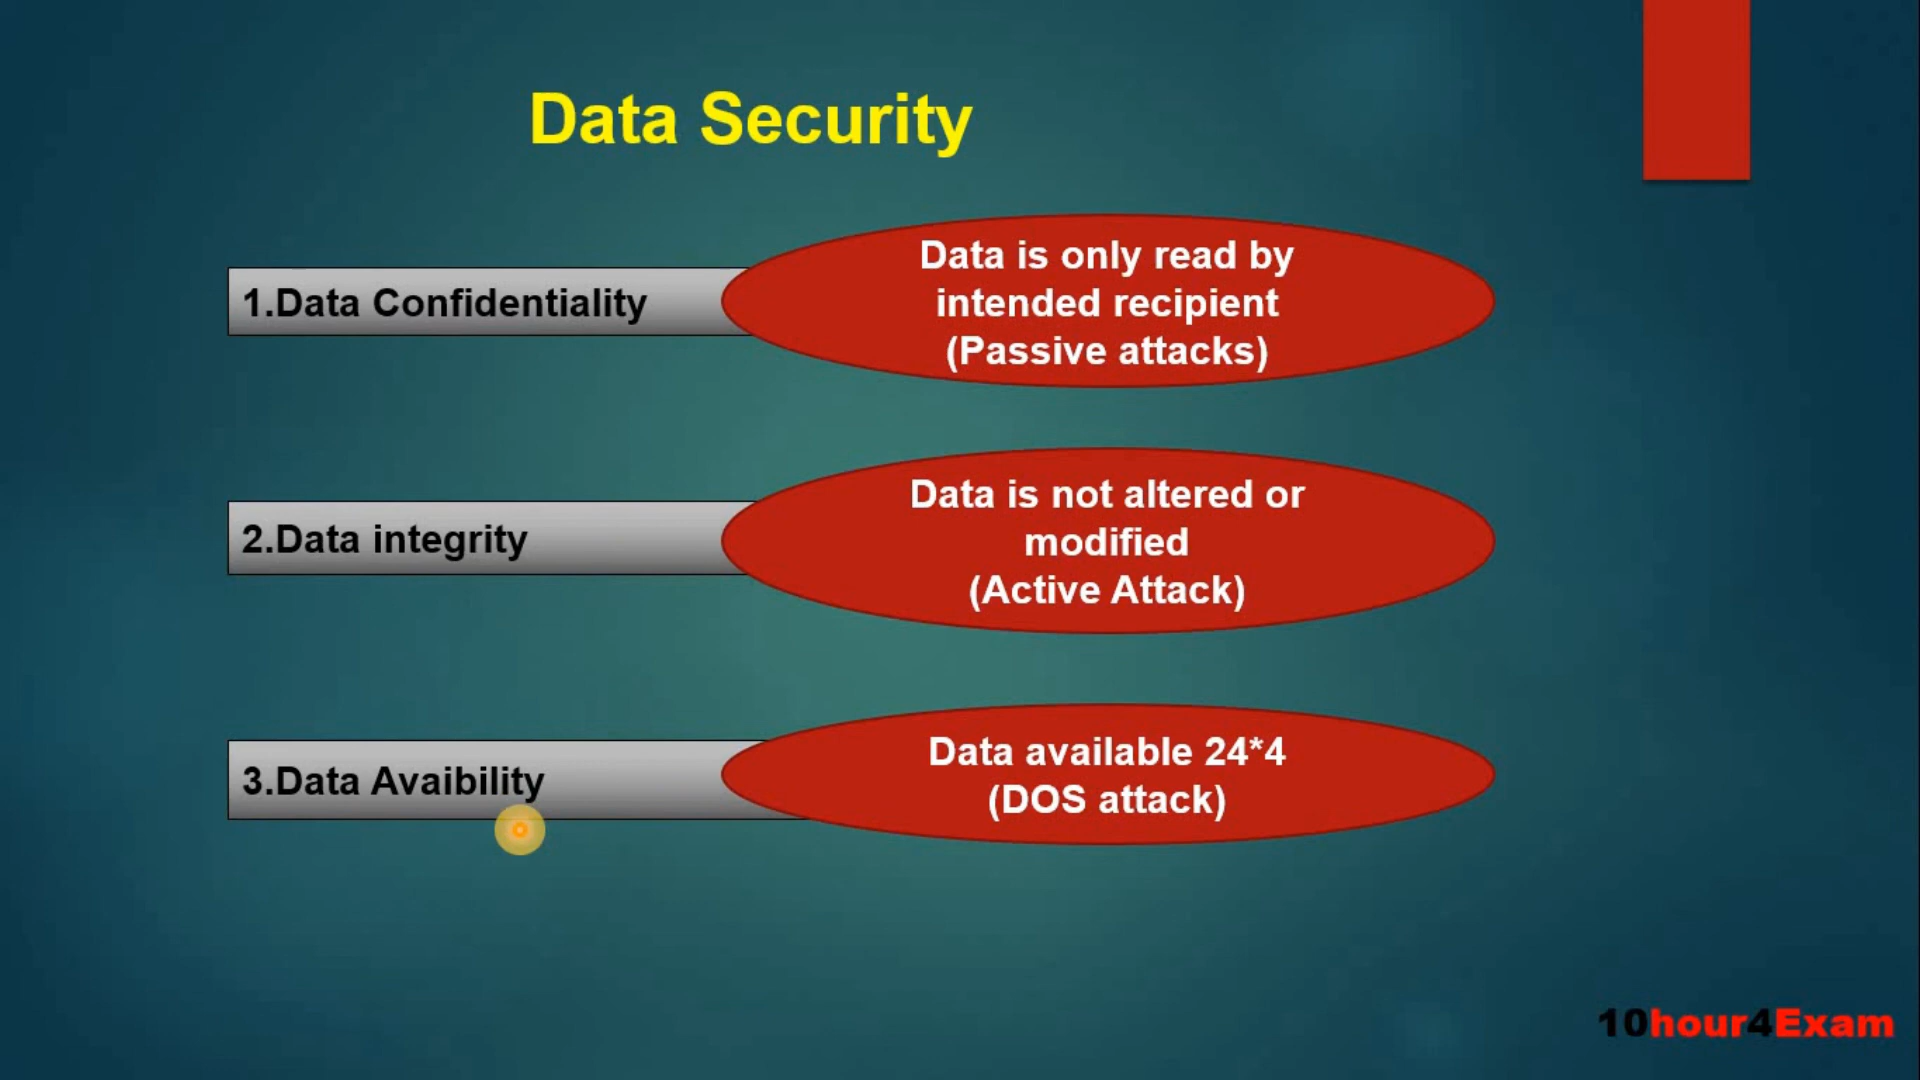 Data Security
1.Data Confidentiality
Data is only read by
intended recipient
(Passive attacks)
2.Data integrity
Data is not altered or
modified
(Active Attack)
3.Data Avaibility
Data available 24*4
(DOS attack)
10hour4Exam